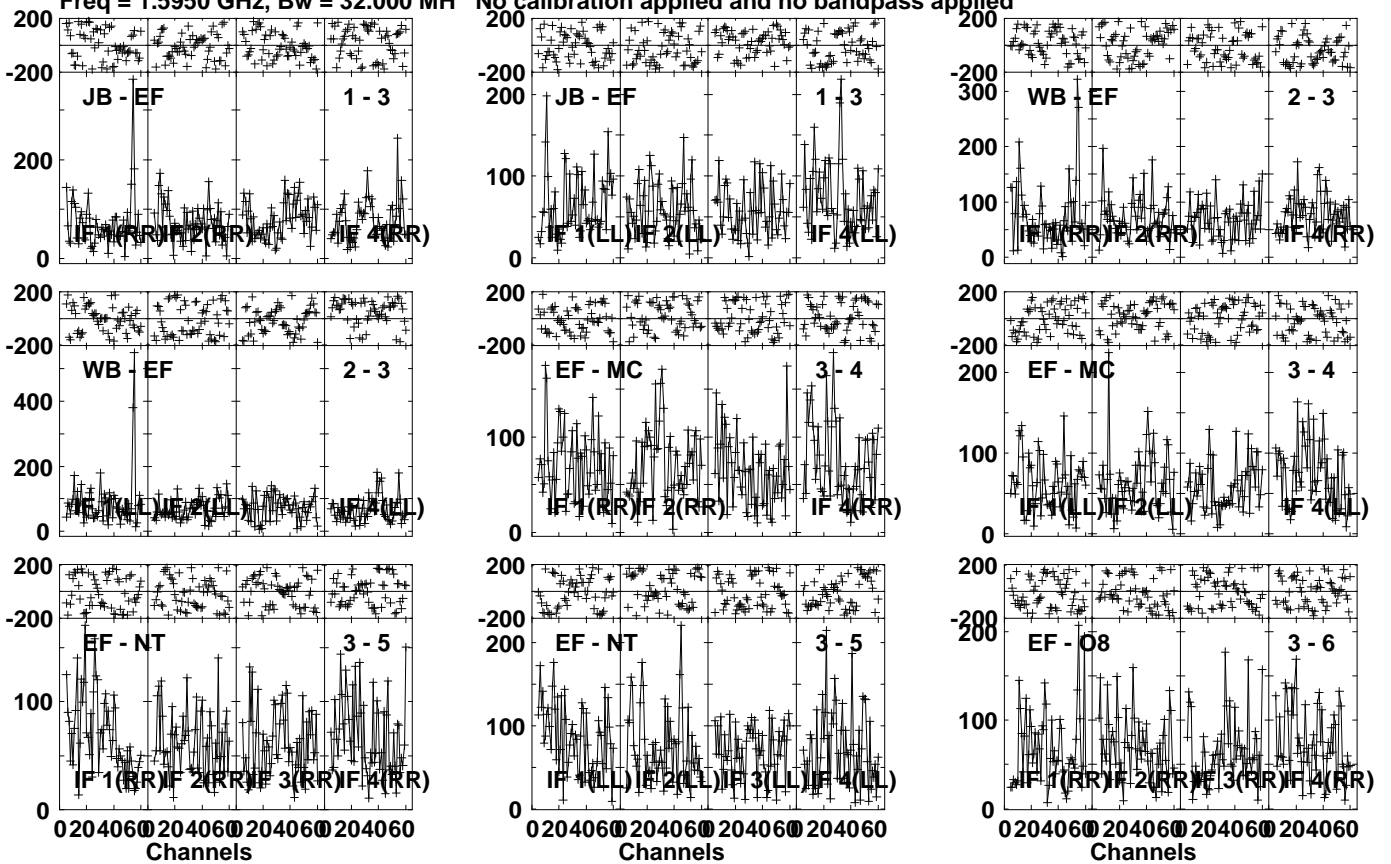 Freq = 1.5950 GHz, Bw = 32.000 MH No calibration applied and no bandpass applied
200 200 200
-200 -200 -200
JB - EF 1 - 3 JB - EF 1 - 3 WB - EF 2 - 3
200 0 200 100 0 300 200 100 0
IF 1(RR) IF 2(RR) IF 4(RR) IF 1(LL) IF 2(LL) IF 4(LL) IF 1(RR) IF 2(RR) IF 4(RR)
200 200 200
-200 -200 -200
WB - EF 2 - 3 EF - MC 3 - 4 EF - MC 3 - 4
400 200 0 100 0 200 100 0
IF 1(LL) IF 2(LL) IF 4(LL) IF 1(RR) IF 2(RR) IF 4(RR) IF 1(LL) IF 2(LL) IF 4(LL)
200 200 200
-200 -200 -200
EF - NT 3 - 5 EF - NT 3 - 5 EF - O8 3 - 6
100 0 200 100 0 200 100 0
IF 1(RR) IF 2(RR) IF 3(RR) IF 4(RR) IF 1(LL) IF 2(LL) IF 3(LL) IF 4(LL) IF 1(RR) IF 2(RR) IF 3(RR) IF 4(RR)
0 20 40 60 0 20 40 60 0 20 40 60 0 20 40 60 0 20 40 60 0 20 40 60 0 20 40 60 0 20 40 60 0 20 40 60 0 20 40 60 0 20 40 60 0 20 40 60
Channels Channels Channels